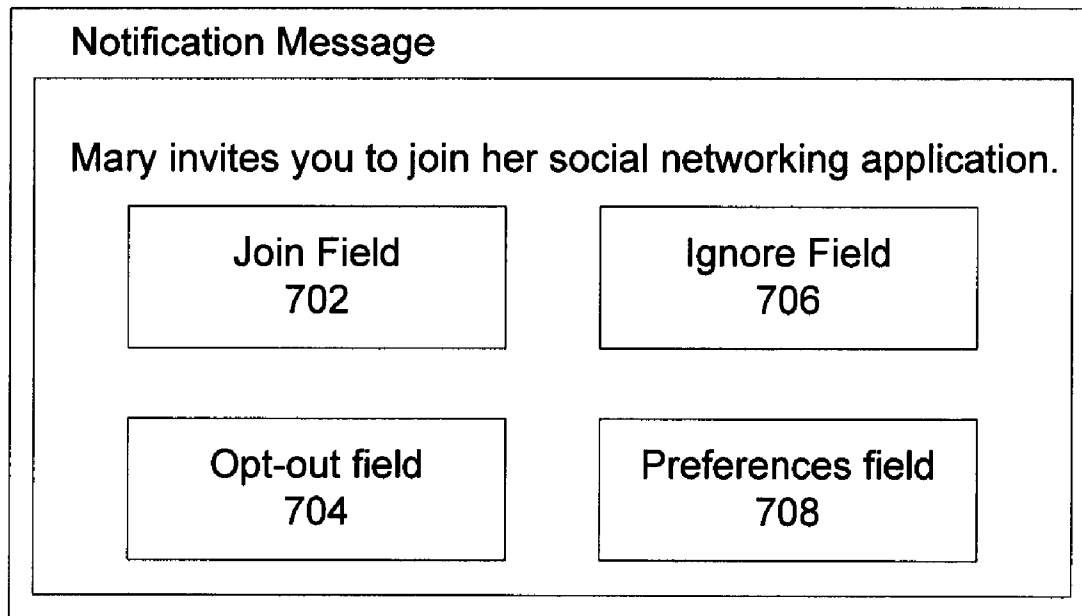 Notification Message
Mary invites you to join her social networking application.
Join Field
702
Ignore Field
706
Opt-out field
704
Preferences field
708